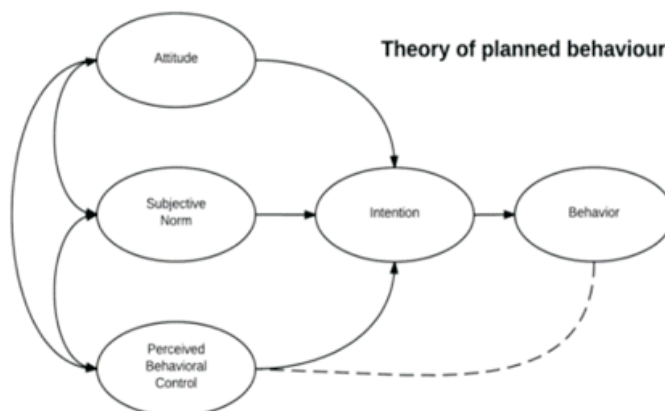 Theory of planned behaviour
Attitude
Subjective
Norm
Intention
Behavior
Perceived
Behavioral
Control